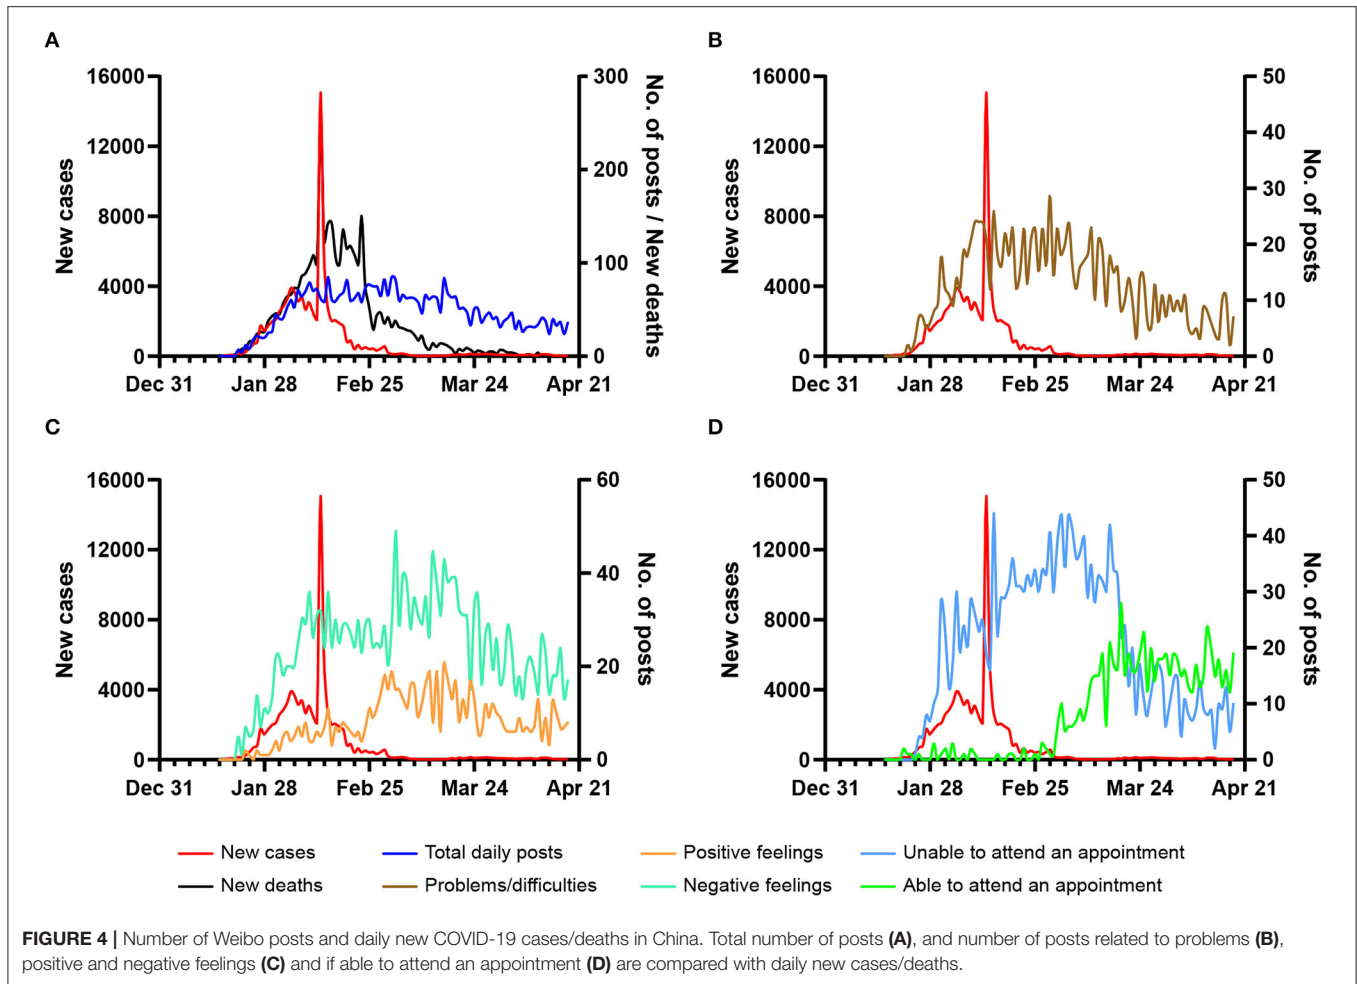 A
16000
12000
8000
4000
0
New cases
300
200
100
0
No. of posts / New deaths
Dec 31 Jan 28 Feb 25 Mar 24 Apr 21
B
16000
12000
8000
4000
0
New cases
50
40
30
20
10
0
No. of posts
Dec 31 Jan 28 Feb 25 Mar 24 Apr 21
C
16000
12000
8000
4000
0
New cases
60
40
20
0
No. of posts
Dec 31 Jan 28 Feb 25 Mar 24 Apr 21
D
16000
12000
8000
4000
0
New cases
50
40
30
20
10
0
No. of posts
Dec 31 Jan 28 Feb 25 Mar 24 Apr 21
New cases Total daily posts Positive feelings Unable to attend an appointment
New deaths Problems/difficulties Negative feelings Able to attend an appointment
FIGURE 4 | Number of Weibo posts and daily new COVID-19 cases/deaths in China. Total number of posts (A), and number of posts related to problems (B),
positive and negative feelings (C) and if able to attend an appointment (D) are compared with daily new cases/deaths.